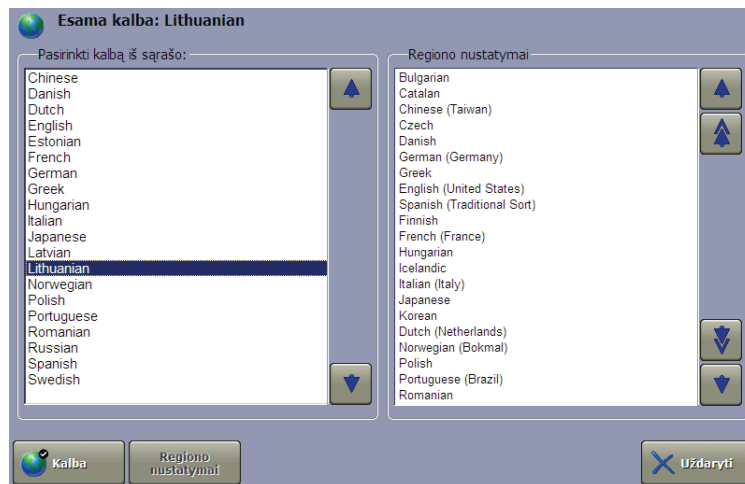 Esama kalba: Lithuanian
Pasirinkti kalbą iš sąrašo:
Chinese
Danish
Dutch
English
Estonian
French
German
Greek
Hungarian
Italian
Japanese
Latvian
Lithuanian
Norwegian
Polish
Portuguese
Romanian
Russian
Spanish
Swedish
Regiono nustatymai
Bulgarian
Catalan
Chinese (Taiwan)
Czech
Danish
German (Germany)
Greek
English (United States)
Spanish (Traditional Sort)
Finnish
French (France)
Hungarian
Icelandic
Italian (Italy)
Japanese
Korean
Dutch (Netherlands)
Norwegian (Bokmal)
Polish
Portuguese (Brazil)
Romanian
Kalba
Regiono
nustatymai
Uždaryti